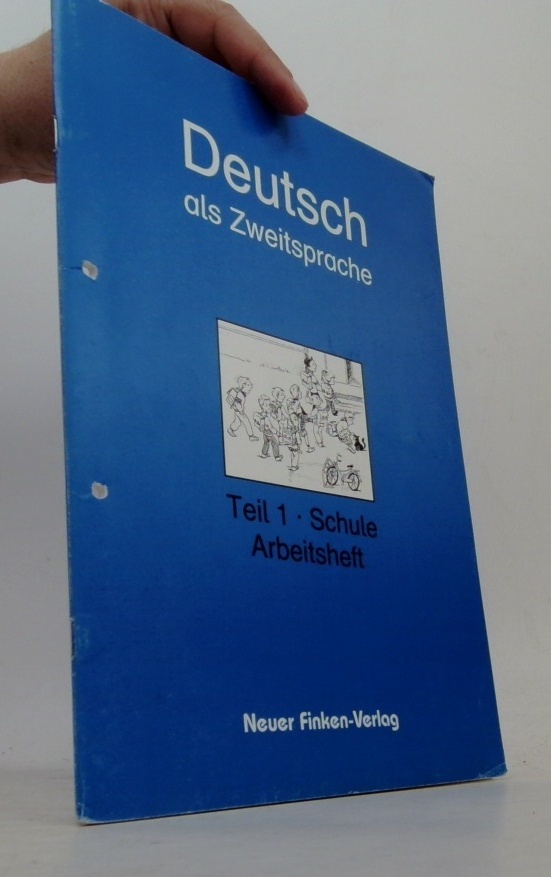 Deutsch
als Zweitsprache
Teil 1 · Schule
Arbeitsheft
Neuer Finken-Verlag